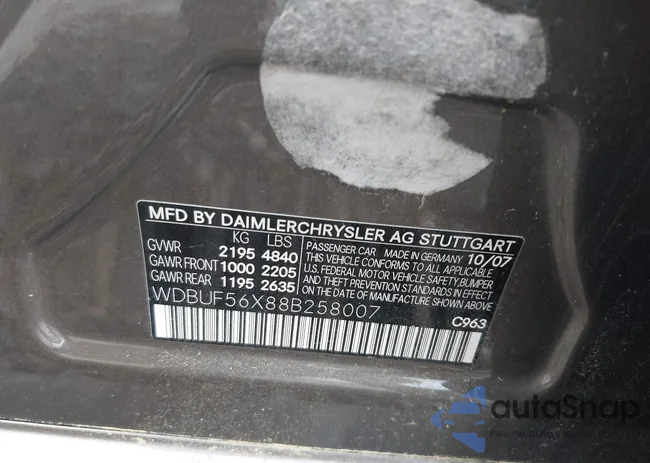 MFD BY DAIMLERCHRYSLER AG STUTTGART
KG LBS
GVWR 2195 4840
GAWR FRONT 1000 2205
GAWR REAR 1195 2635
PASSENGER CAR MADE IN GERMANY 10/07
THIS VEHICLE CONFORMS TO ALL APPLICABLE
U.S. FEDERAL MOTOR VEHICLE SAFETY, BUMPER
AND THEFT PREVENTION STANDARDS IN EFFECT
ON THE DATE OF MANUFACTURE SHOWN ABOVE.
WDBUF56X88B258007
C963
autoSnap
Pewne Auto